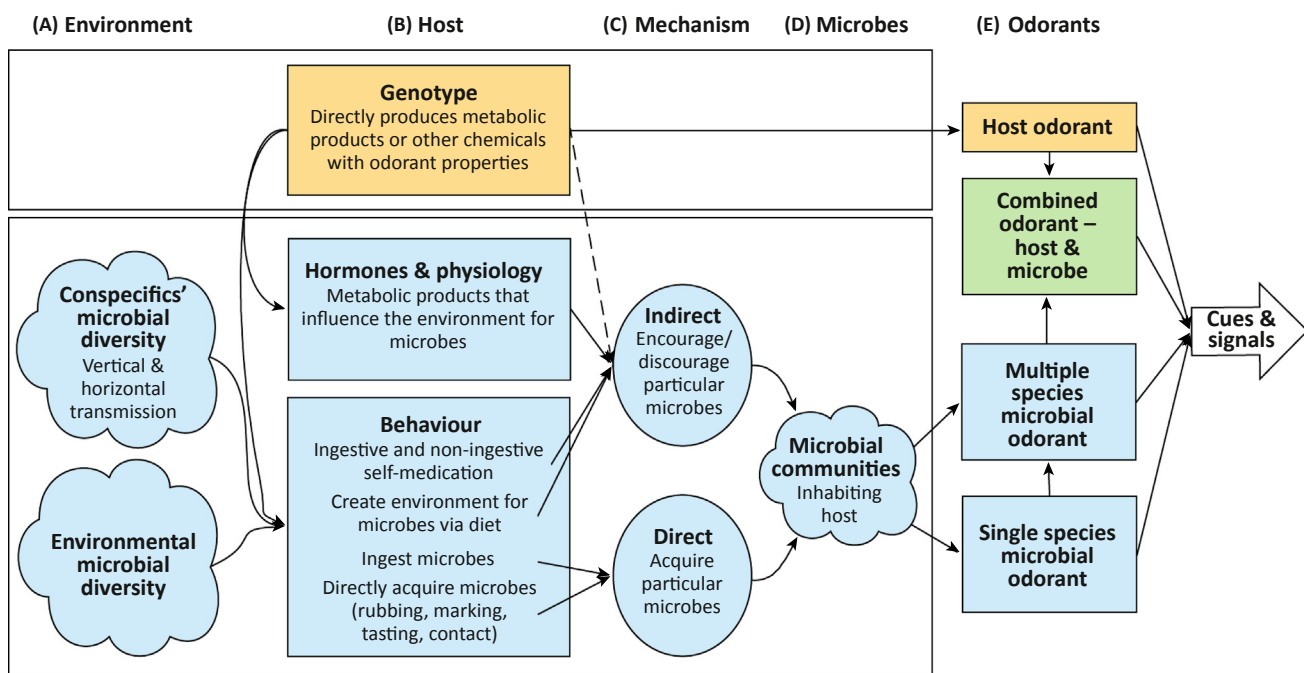 (A) Environment
(B) Host
(C) Mechanism
(D) Microbes
(E) Odorants
Genotype
Directly produces metabolic
products or other chemicals
with odorant properties
Host odorant
Combined
odorant –
host &
microbe
Hormones & physiology
Metabolic products that
influence the environment for
microbes
Conspecifics'
microbial
diversity
Vertical &
horizontal
transmission
Indirect
Encourage/
discourage
particular
microbes
Cues &
signals
Multiple
species
microbial
odorant
Behaviour
Ingestive and non-ingestive
self-medication
Create environment for
microbes via diet
Ingest microbes
Directly acquire microbes
(rubbing, marking,
tasting, contact)
Microbial
communities
Inhabiting
host
Environmental
microbial
diversity
Direct
Acquire
particular
microbes
Single species
microbial
odorant